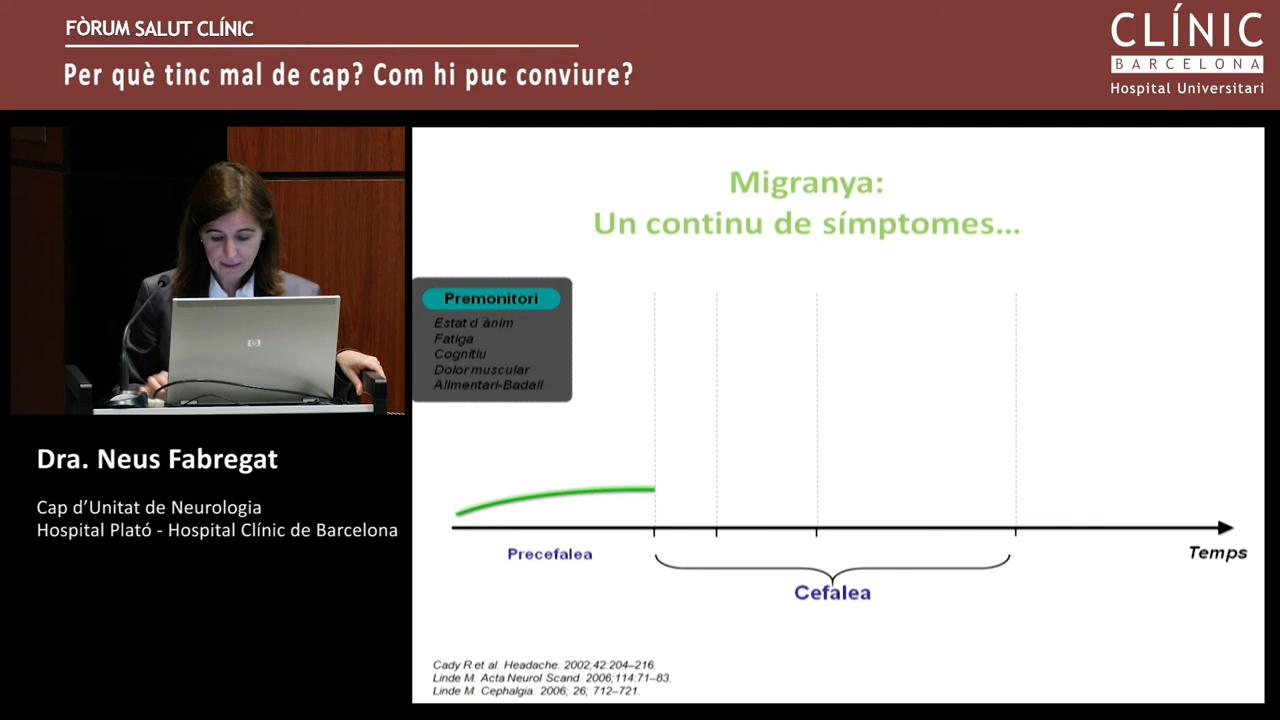 FÒRUM SALUT CLÍNIC
Per què tinc mal de cap? Com hi puc conviure?
CLÍNIC
BARCELONA
Hospital Universitari
Migranya:
Un continu de símptomes...
Premonitori
Estat d´ànim
Fatiga
Cognitiu
Dolor muscular
Alimentari-Badall
Dra. Neus Fabregat
Cap d'Unitat de Neurologia
Hospital Plató - Hospital Clínic de Barcelona
Precefalea
Temps
Cefalea
Cady R et al. Headache. 2002;42:204–216.
Linde M. Acta Neurol Scand. 2006;114:71–83.
Linde M. Cephalgia. 2006; 26; 712–721.
hp